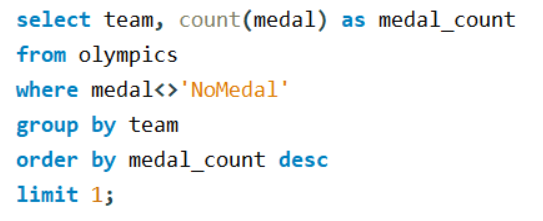 select team, count(medal) as medal_count
from olympics
where medal<>'NoMedal'
group by team
order by medal_count desc
limit 1;